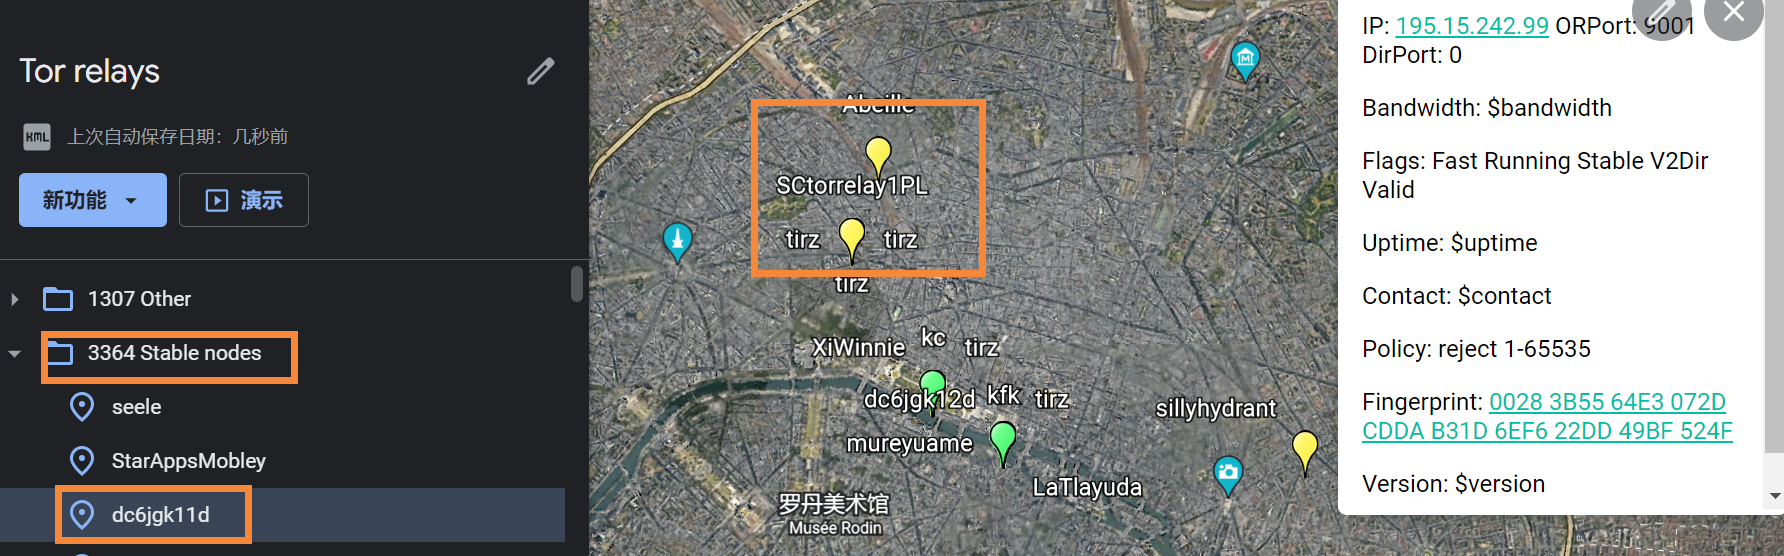 Tor relays
KML
上次自动保存日期：几秒前
新功能
演示
1307 Other
3364 Stable nodes
seele
StarAppsMobley
dc6jgk11d
Abeille
SCtorrelay1PL
tirz
tirz
tirz
XiWinnie
kc
tirz
dc6jgk12d
kfk
tirz
mureyuame
sillyhydrant
LaTlayuda
罗丹美术馆
Musée Rodin
IP: 195.15.242.99 ORPort: 9001
DirPort: 0
Bandwidth: $bandwidth
Flags: Fast Running Stable V2Dir
Valid
Uptime: $uptime
Contact: $contact
Policy: reject 1-65535
Fingerprint: 0028 3B55 64E3 072D
CDDA B31D 6EF6 22DD 49BF 524F
Version: $version